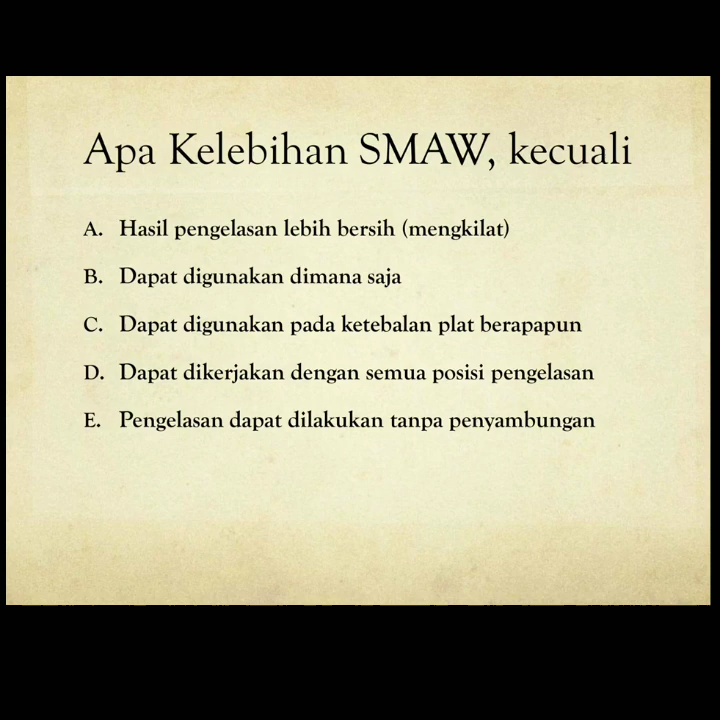 Apa Kelebihan SMAW, kecuali
A. Hasil pengelasan lebih bersih (mengkilat)
B. Dapat digunakan dimana saja
C. Dapat digunakan pada ketebalan plat berapapun
D. Dapat dikerjakan dengan semua posisi pengelasan
E. Pengelasan dapat dilakukan tanpa penyambungan